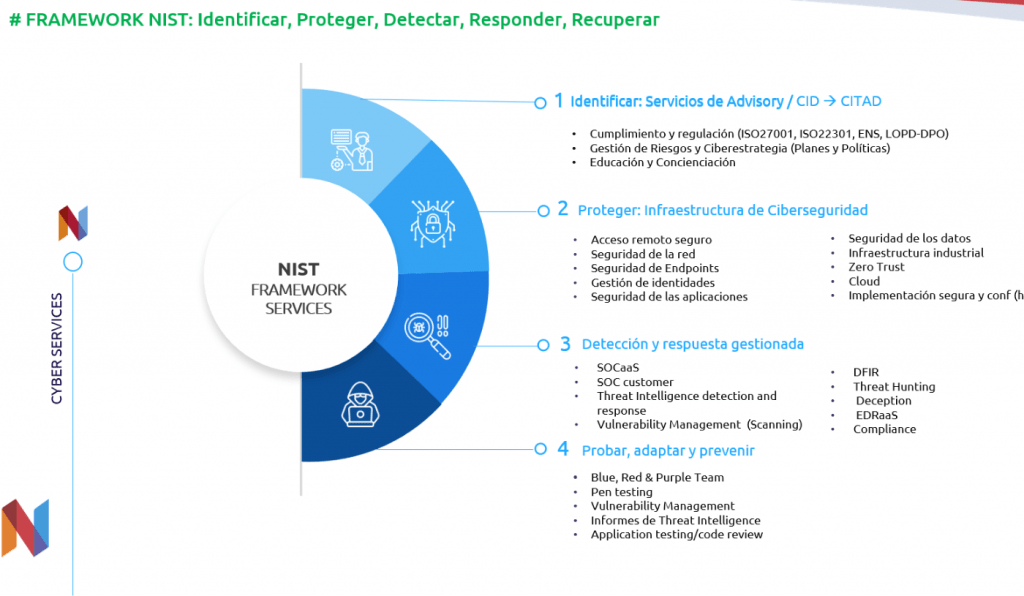 # FRAMEWORK NIST: Identificar, Proteger, Detectar, Responder, Recuperar
CYBER SERVICES
NIST
FRAMEWORK
SERVICES
1 Identificar: Servicios de Advisory / CID → CITAD
• Cumplimiento y regulación (ISO27001, ISO22301, ENS, LOPD-DPO)
• Gestión de Riesgos y Ciberestrategia (Planes y Políticas)
• Educación y Concienciación
2 Proteger: Infraestructura de Ciberseguridad
• Acceso remoto seguro
• Seguridad de la red
• Seguridad de Endpoints
• Gestión de identidades
• Seguridad de las aplicaciones
• Seguridad de los datos
• Infraestructura industrial
• Zero Trust
• Cloud
• Implementación segura y conf (h
3 Detección y respuesta gestionada
• SOCaaS
• SOC customer
• Threat Intelligence detection and
response
• Vulnerability Management (Scanning)
• DFIR
• Threat Hunting
• Deception
• EDRaaS
• Compliance
4 Probar, adaptar y prevenir
• Blue, Red & Purple Team
• Pen testing
• Vulnerability Management
• Informes de Threat Intelligence
• Application testing/code review